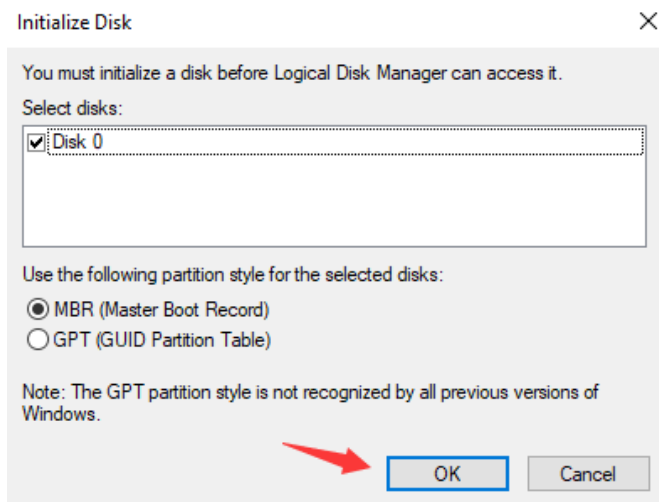 Initialize Disk
You must initialize a disk before Logical Disk Manager can access it.
Select disks:
Disk 0
Use the following partition style for the selected disks:
MBR (Master Boot Record)
GPT (GUID Partition Table)
Note: The GPT partition style is not recognized by all previous versions of
Windows.
OK
Cancel